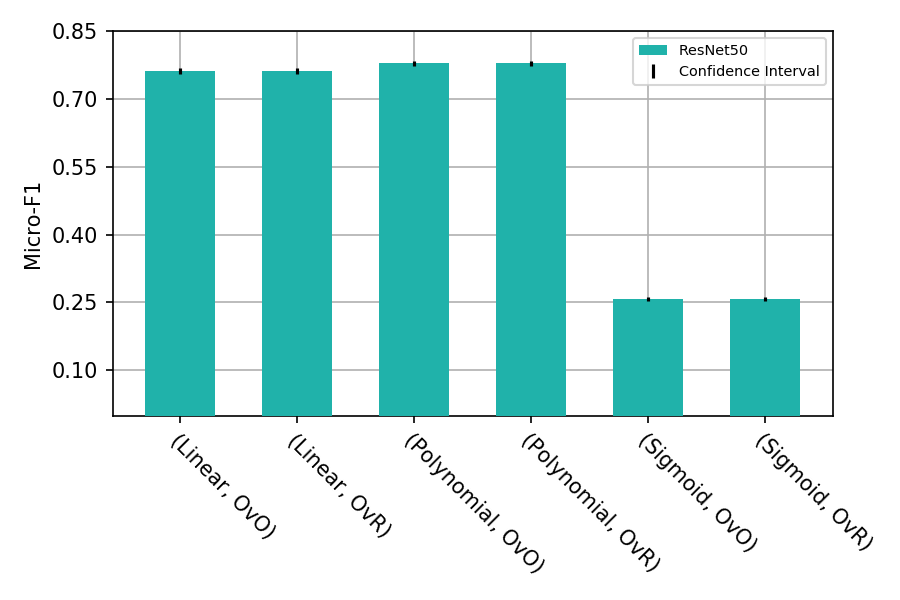 0.85
0.70
0.55
0.40
0.25
0.10
Micro-F1
ResNet50
Confidence Interval
(Linear, OvO)
(Linear, OvR)
(Polynomial, OvO)
(Polynomial, OvR)
(Sigmoid, OvO)
(Sigmoid, OvR)